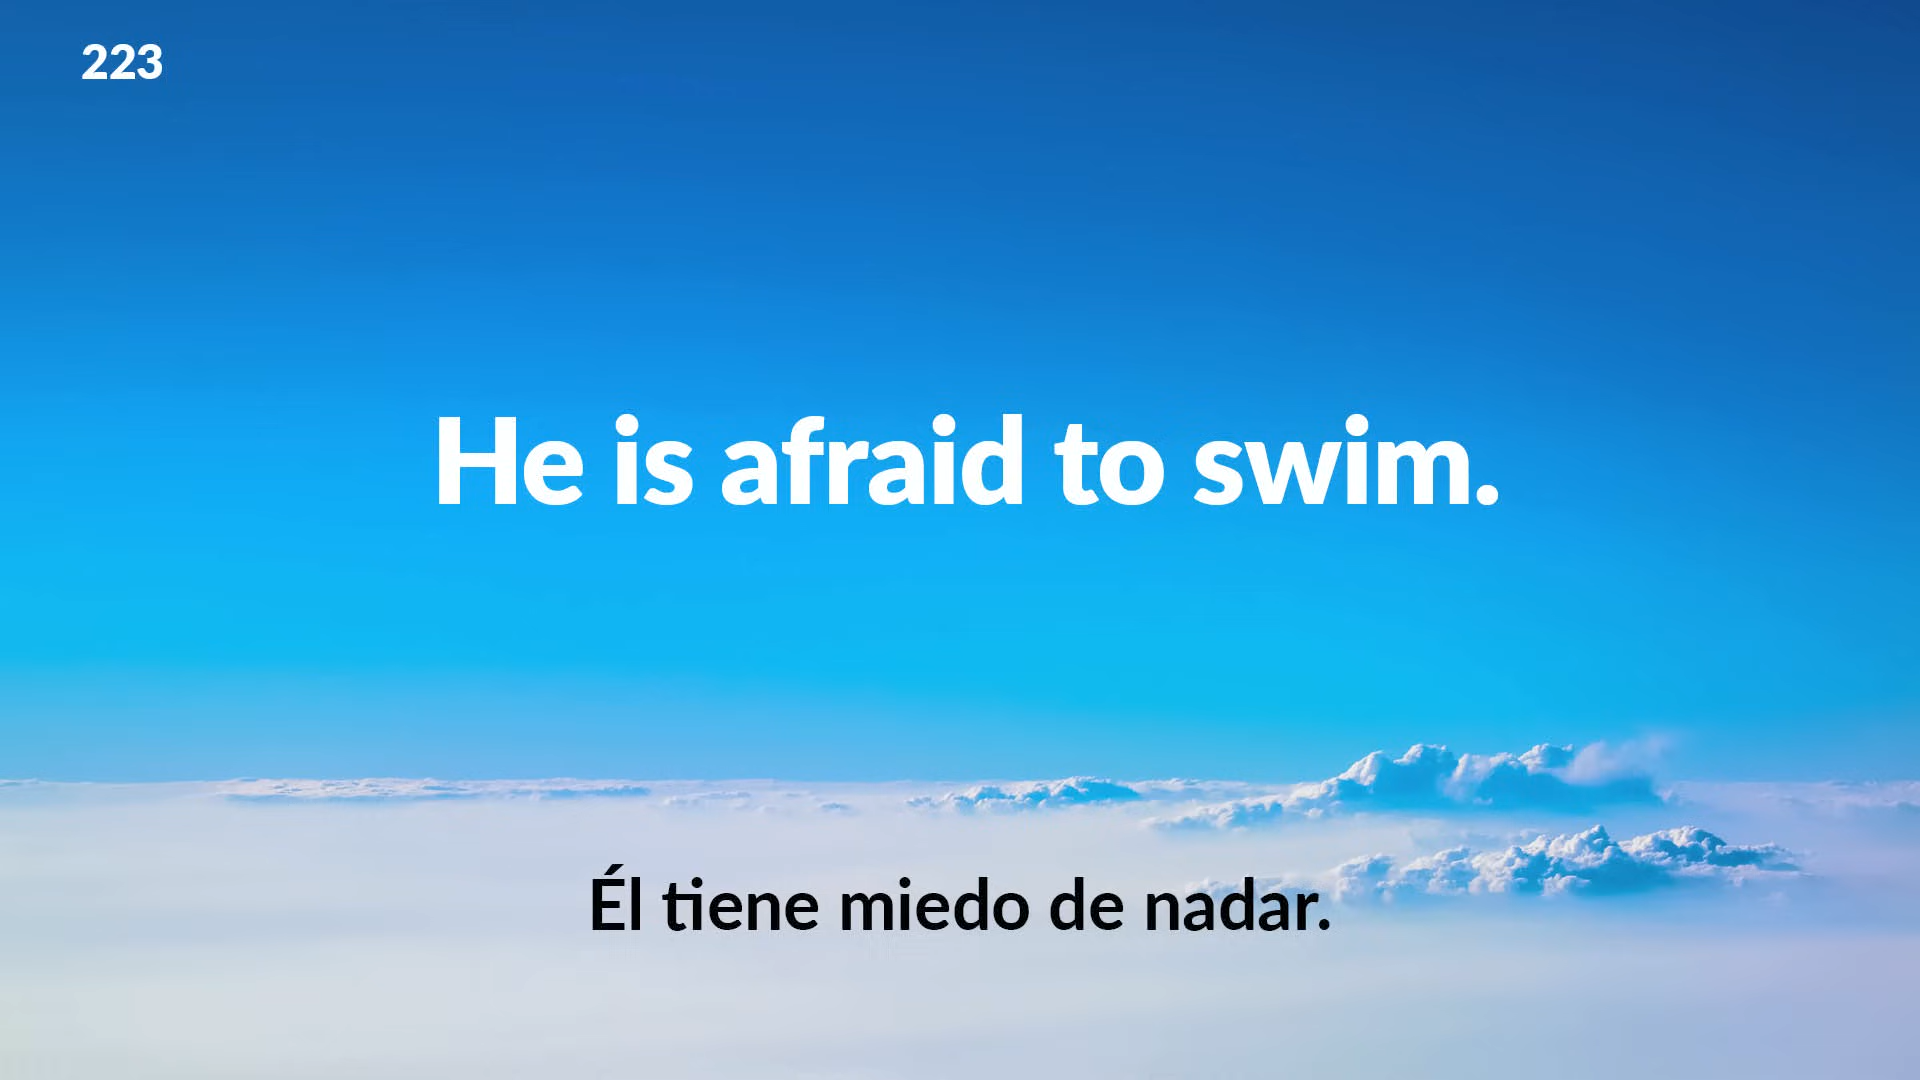 223
He is afraid to swim.
Él tiene miedo de nadar.